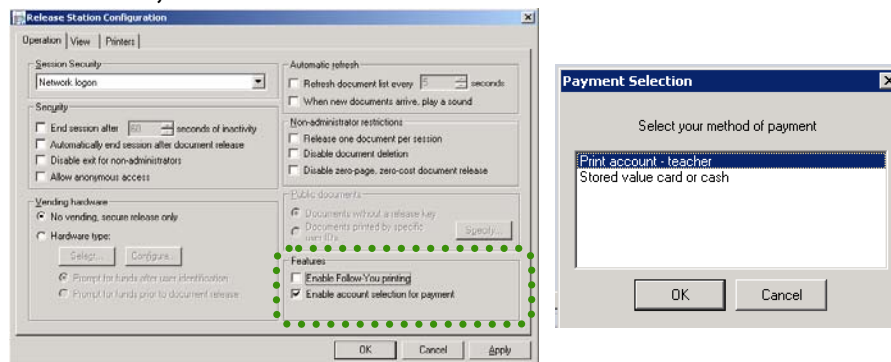 Release Station Configuration
Operation View Printers
Session Security
Network logon
Security
End session after 60 seconds of inactivity
Automatically end session after document release
Disable exit for non-administrators
Allow anonymous access
Vending hardware
No vending, secure release only
Hardware type:
Select... Configure...
Prompt for funds after user identification
Prompt for funds prior to document release
Automatic refresh
Refresh document list every 5 seconds
When new documents arrive, play a sound
Non-administrator restrictions
Release one document per session
Disable document deletion
Disable zero-page, zero-cost document release
Public documents
Documents without a release key
Documents printed by specific
user IDs
Specify...
Features
Enable Follow-You printing
Enable account selection for payment
OK Cancel Apply
Payment Selection
Select your method of payment
Print account - teacher
Stored value card or cash
OK Cancel